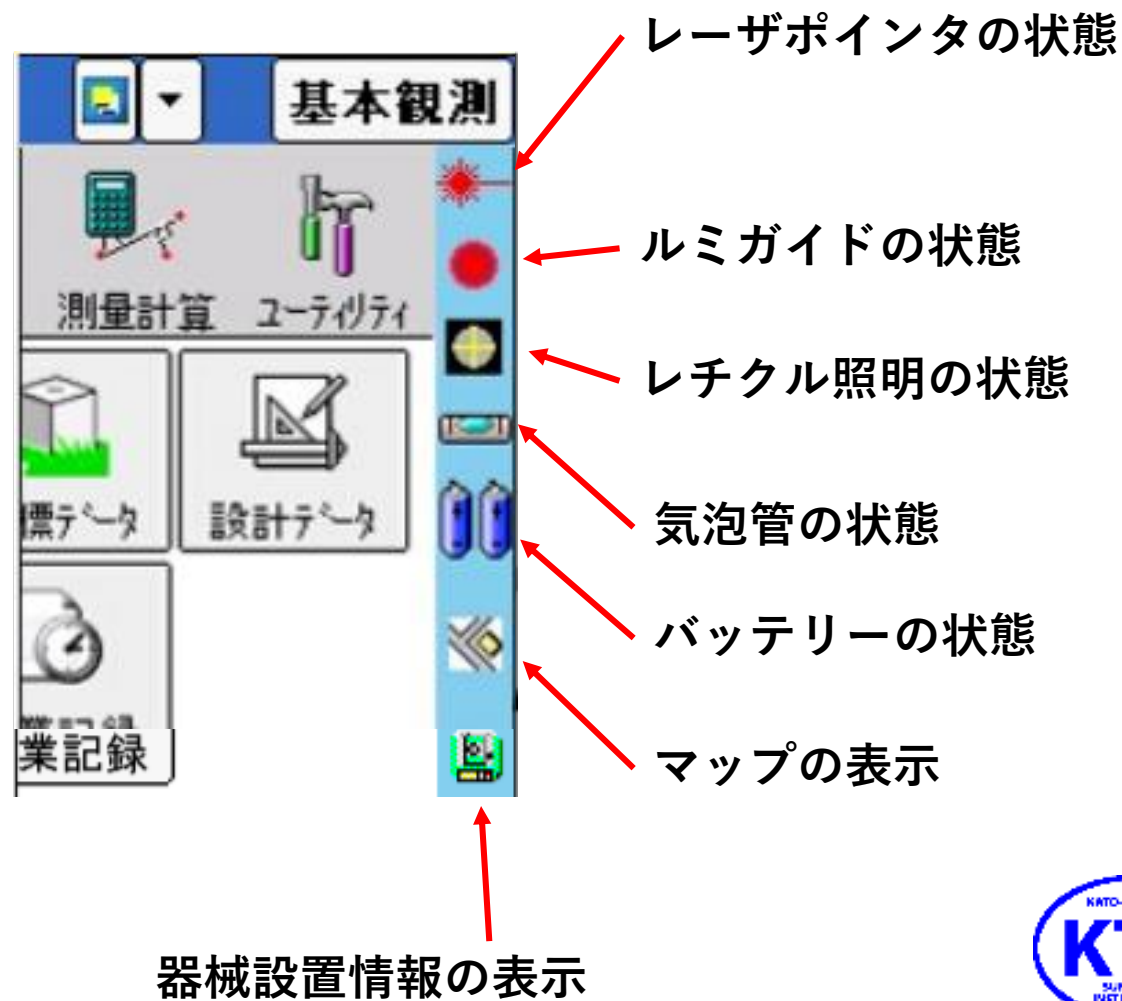 レーザポインタの状態
基本観測
ルミガイドの状態
測量計算 ユーティリティ
レチクル照明の状態
気泡管の状態
標データ 設計データ
バッテリーの状態
業記録
マップの表示
器械設置情報の表示